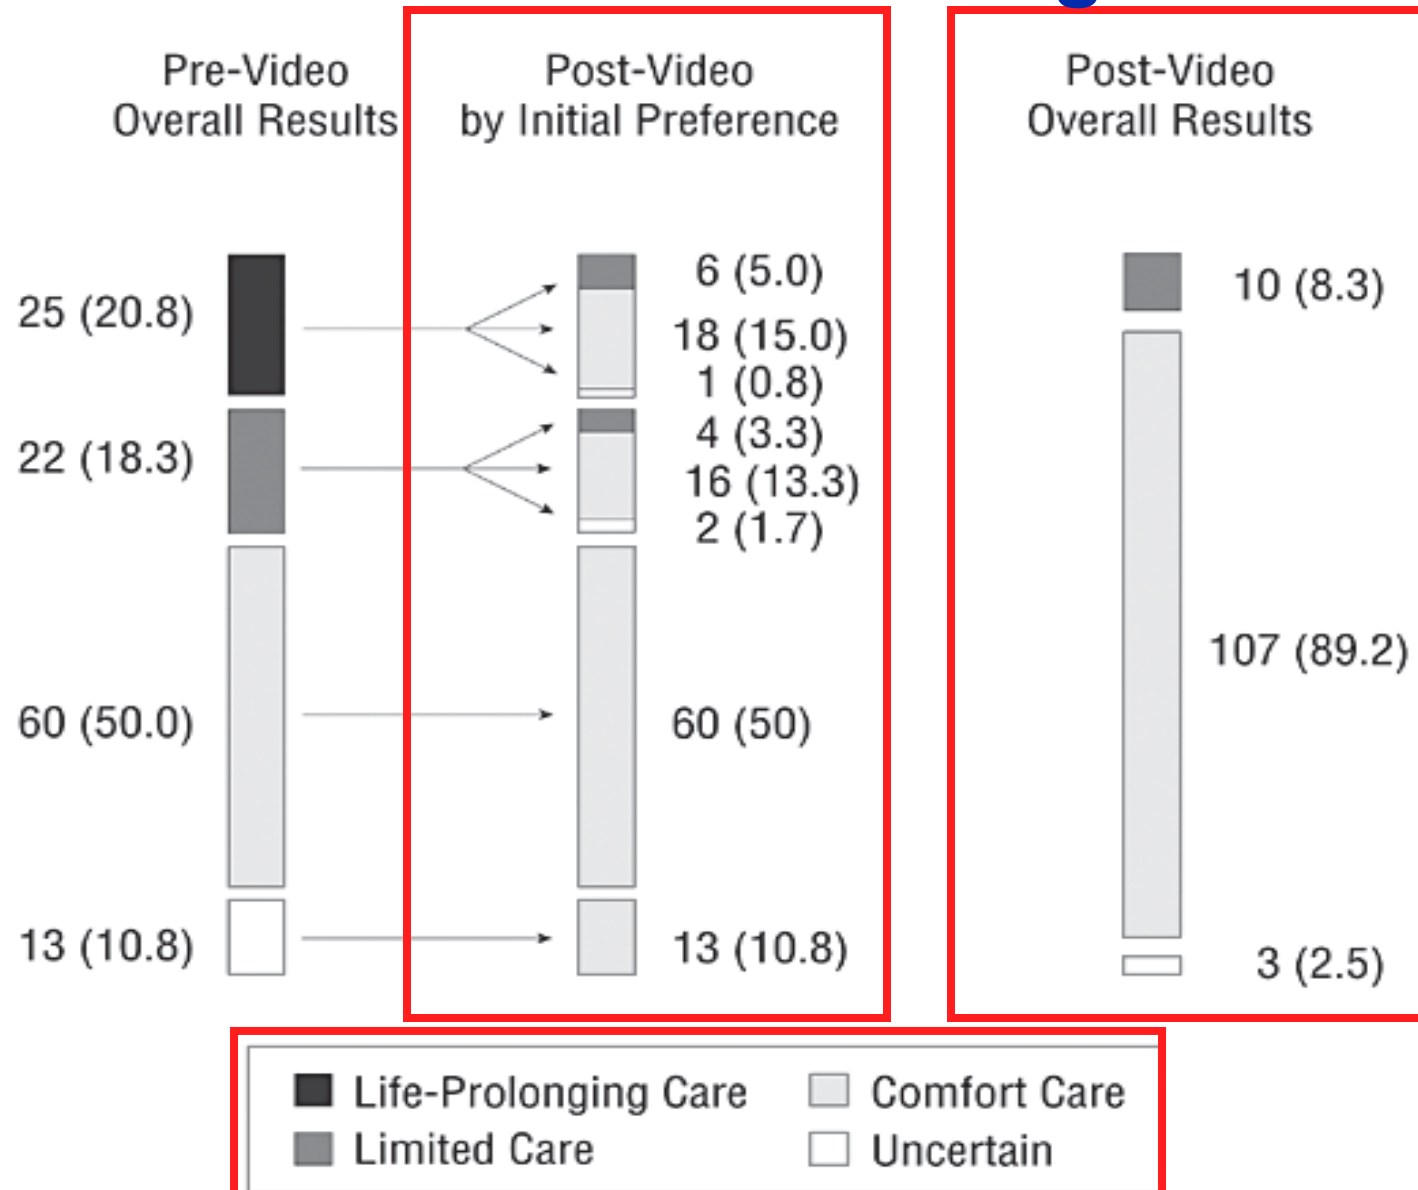 Pre-Video
Overall Results
Post-Video
by Initial Preference
Post-Video
Overall Results
25 (20.8)
22 (18.3)
60 (50.0)
13 (10.8)
6 (5.0)
18 (15.0)
1 (0.8)
4 (3.3)
16 (13.3)
2 (1.7)
60 (50)
13 (10.8)
10 (8.3)
107 (89.2)
3 (2.5)
Life-Prolonging Care
Limited Care
Comfort Care
Uncertain